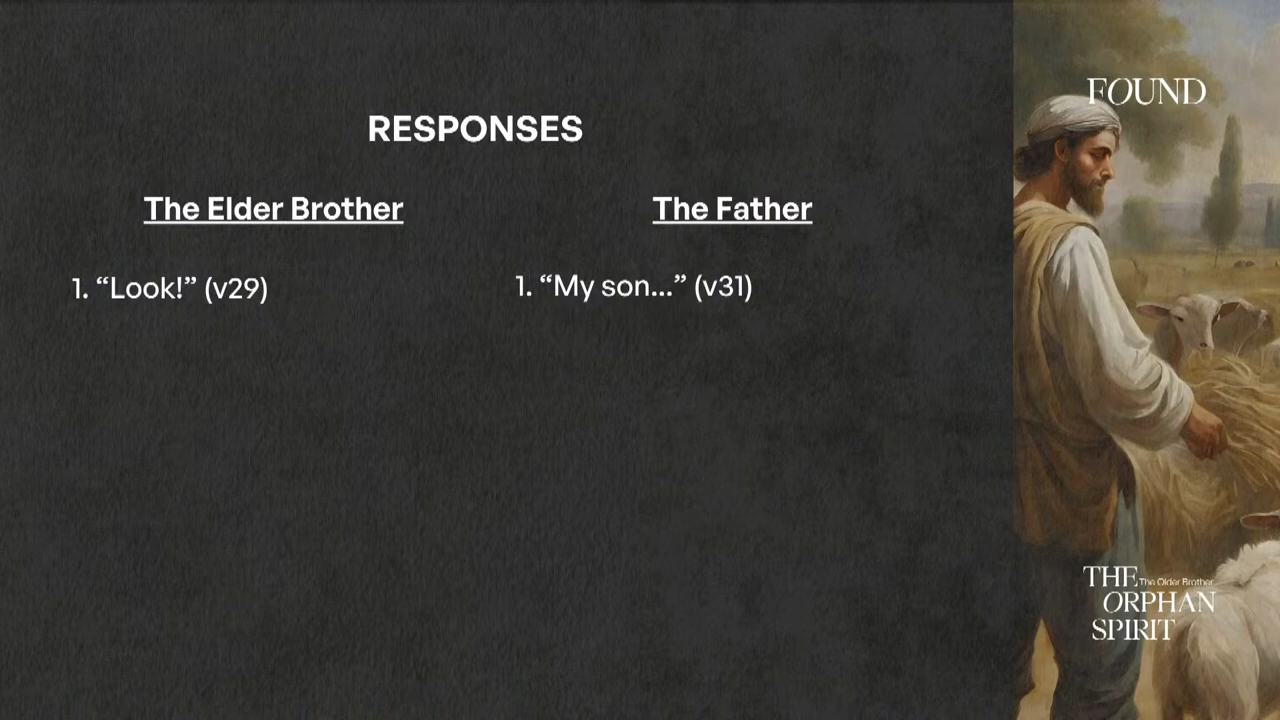 RESPONSES
The Elder Brother
The Father
1. “Look!” (v29)
1. “My son...” (v31)
FOUND
THE The Older Brother
ORPHAN
SPIRIT